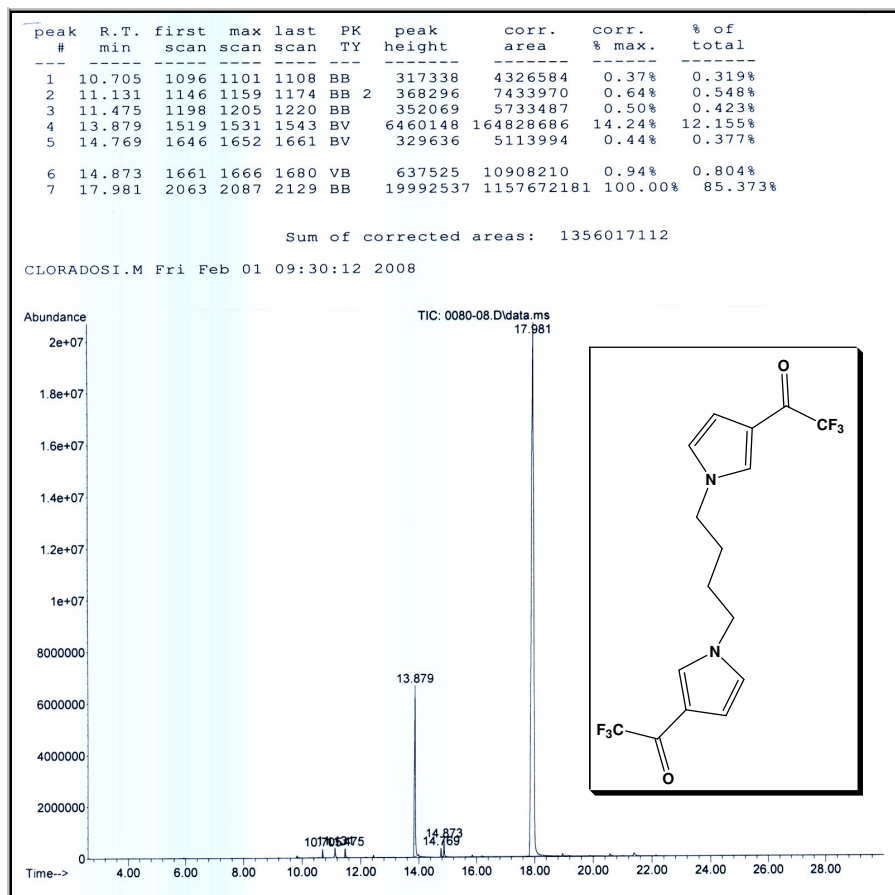 peak R.T. first max last PK peak corr. corr. % of
# min scan scan scan TY height area % max. total
--- ------ ----- ---- ---- --- ------- ------- ------ -------
1 10.705 1096 1101 1108 BB 317338 4326584 0.37% 0.319%
2 11.131 1146 1159 1174 BB 2 368296 7433970 0.64% 0.548%
3 11.475 1198 1205 1220 BB 352069 5733487 0.50% 0.423%
4 13.879 1519 1531 1543 BV 6460148 164828686 14.24% 12.155%
5 14.769 1646 1652 1661 BV 329636 5113994 0.44% 0.377%
6 14.873 1661 1666 1680 VB 637525 10908210 0.94% 0.804%
7 17.981 2063 2087 2129 BB 19992537 1157672181 100.00% 85.373%
Sum of corrected areas: 1356017112
CLORADOSI.M Fri Feb 01 09:30:12 2008
Abundance
TIC: 0080-08.D\data.ms
17.981
2e+07
1.8e+07
1.6e+07
1.4e+07
1.2e+07
1e+07
8000000
6000000
4000000
2000000
0
13.879
14.873
14.769
Time-->
4.00 6.00 8.00 10.00 12.00 14.00 16.00 18.00 20.00 22.00 24.00 26.00 28.00
O
CF3
N
N
F3C
O